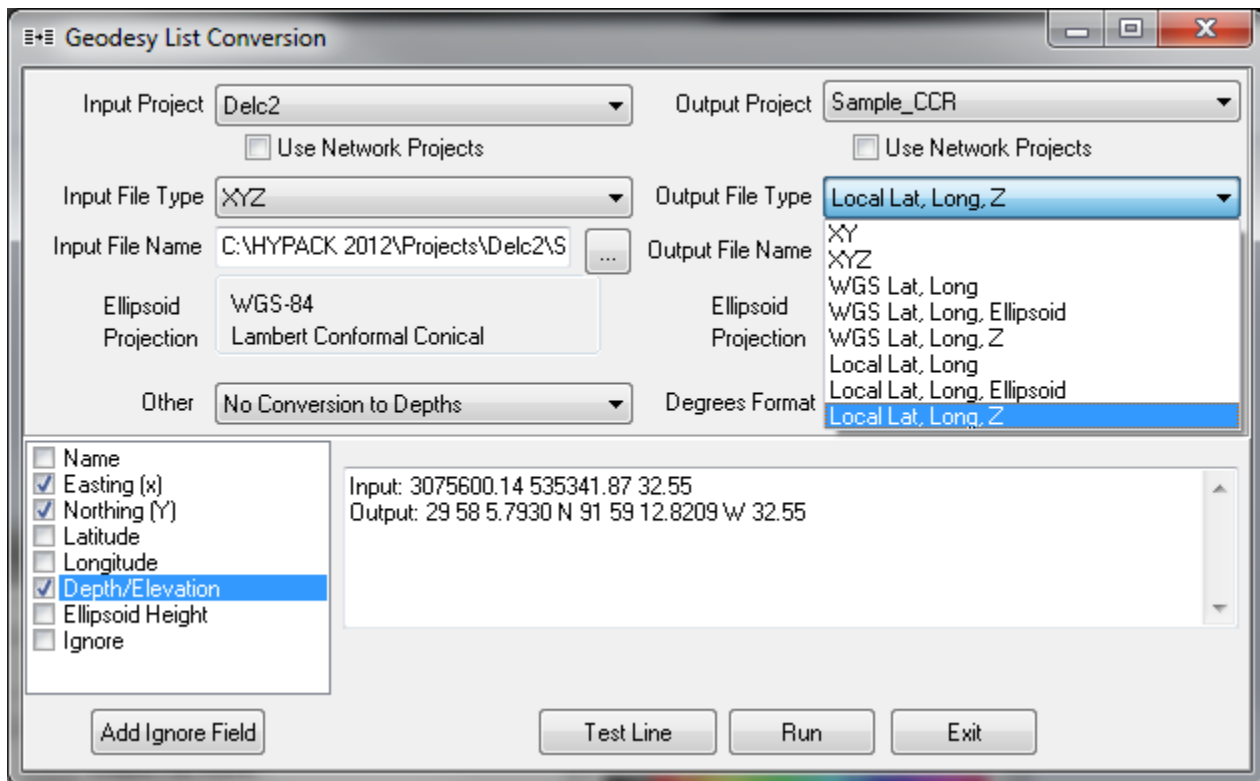 Geodesy List Conversion
Input Project Delc2 Output Project Sample_CCR
Use Network Projects Use Network Projects
Input File Type XYZ Output File Type Local Lat, Long, Z
Input File Name C:\HYPACK 2012\Projects\Delc2\S ... Output File Name
XY
XYZ
WGS Lat, Long
WGS Lat, Long, Ellipsoid
WGS Lat, Long, Z
Local Lat, Long
Local Lat, Long, Ellipsoid
Local Lat, Long, Z
Ellipsoid WGS-84 Ellipsoid
Projection Lambert Conformal Conical Projection
Other No Conversion to Depths Degrees Format
Name
Easting (x)
Northing (Y)
Latitude
Longitude
Depth/Elevation
Ellipsoid Height
Ignore
Input: 3075600.14 535341.87 32.55
Output: 29 58 5.7930 N 91 59 12.8209 W 32.55
Add Ignore Field Test Line Run Exit